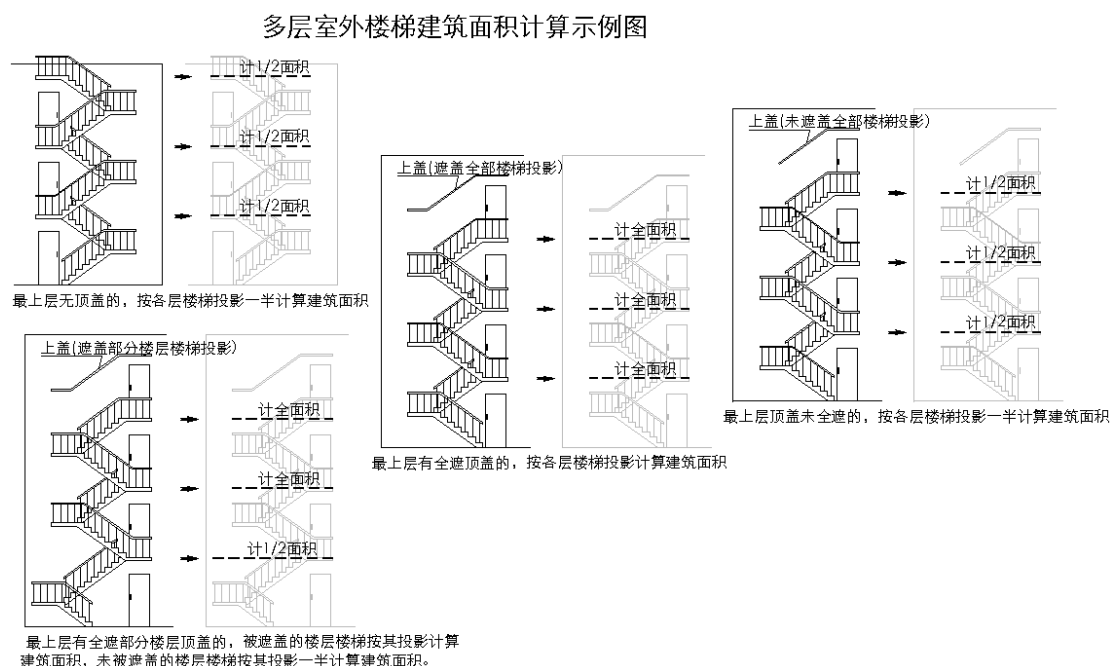 多层室外楼梯建筑面积计算示例图
计1/2面积
计1/2面积
计1/2面积
最上层无顶盖的，按各层楼梯投影一半计算建筑面积
上盖(遮盖全部楼梯投影)
计全面积
计全面积
计全面积
最上层有全遮顶盖的，按各层楼梯投影计算建筑面积
上盖(未遮盖全部楼梯投影)
计1/2面积
计1/2面积
计1/2面积
最上层顶盖未全遮的，按各层楼梯投影一半计算建筑面积
上盖(遮盖部分楼层楼梯投影)
计全面积
计全面积
计1/2面积
最上层有全遮部分楼层顶盖的，被遮盖的楼层楼梯按其投影计算
建筑面积，未被遮盖的楼层楼梯按其投影一半计算建筑面积。